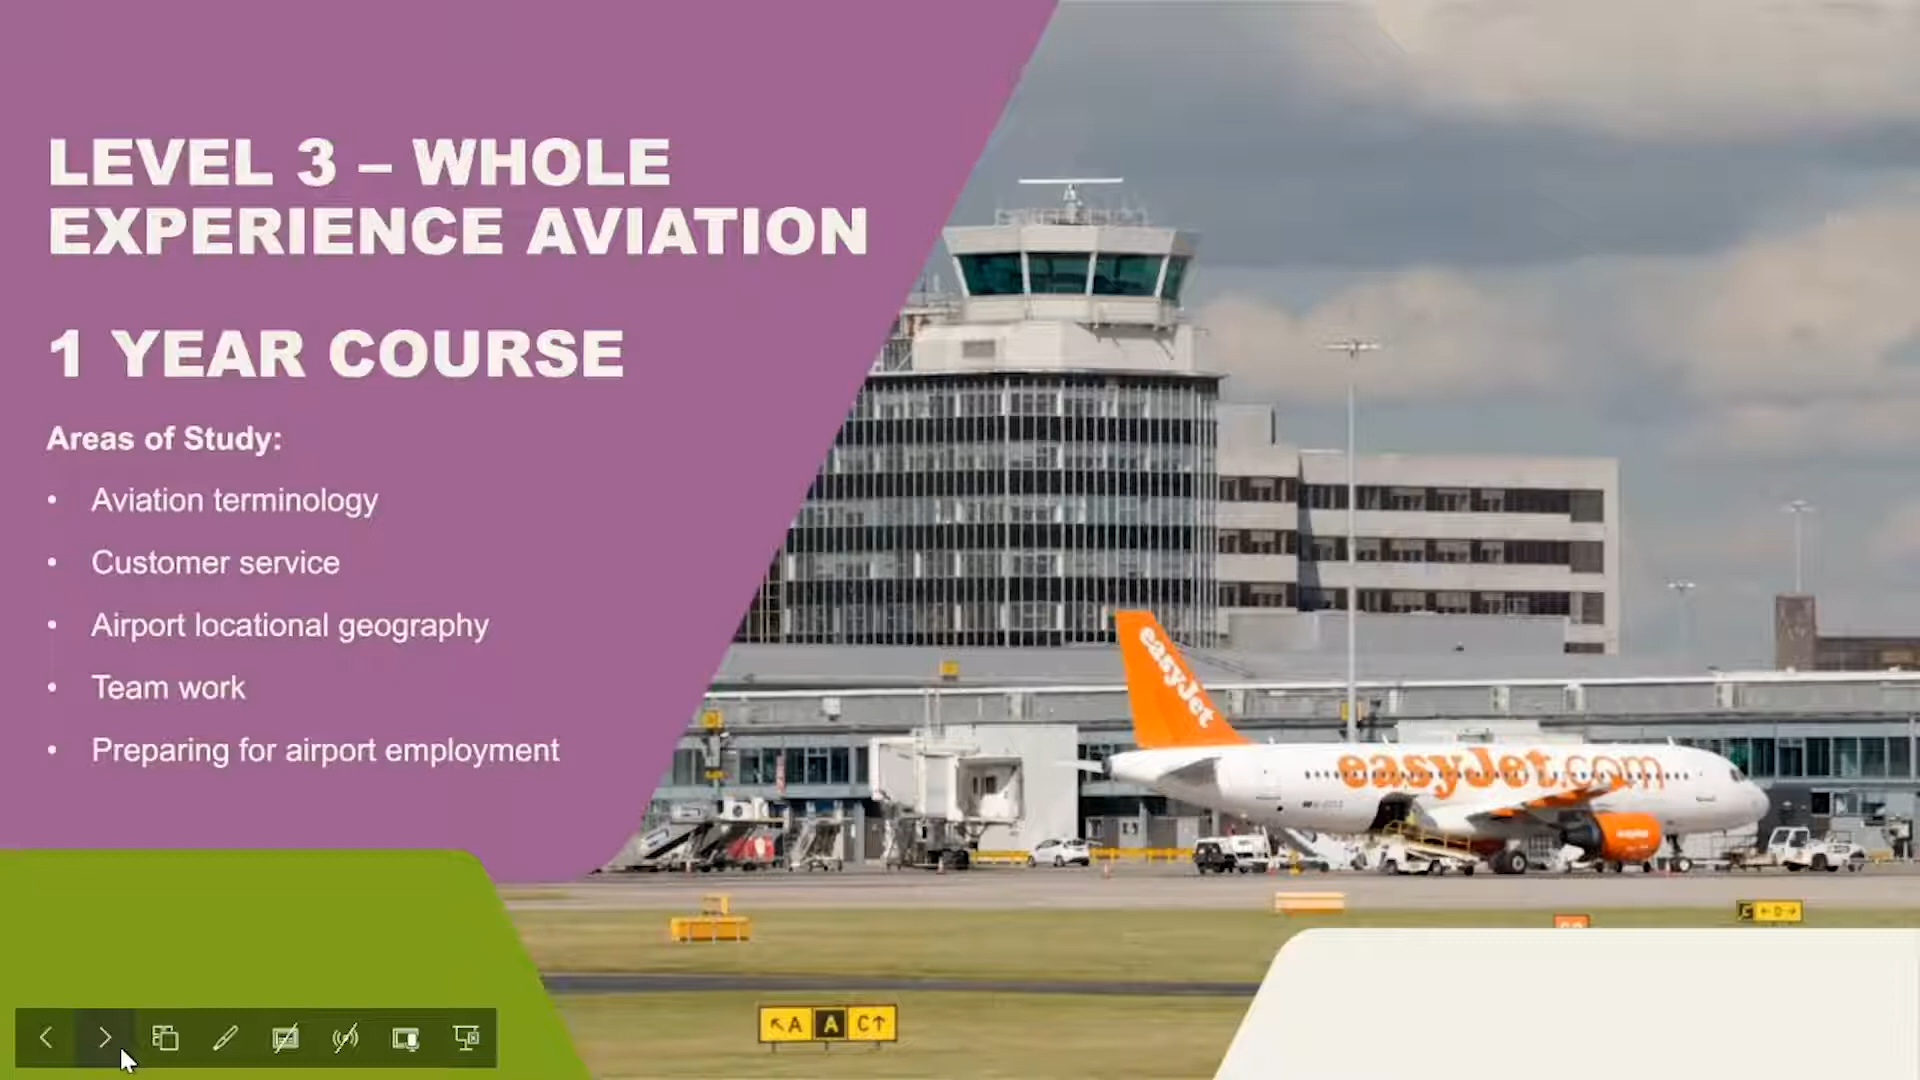 LEVEL 3 – WHOLE
EXPERIENCE AVIATION
1 YEAR COURSE
Areas of Study:
• Aviation terminology
• Customer service
• Airport locational geography
• Team work
• Preparing for airport employment
easyJet
easyJet.com
easyJet
C ←D→
↖A A C↑